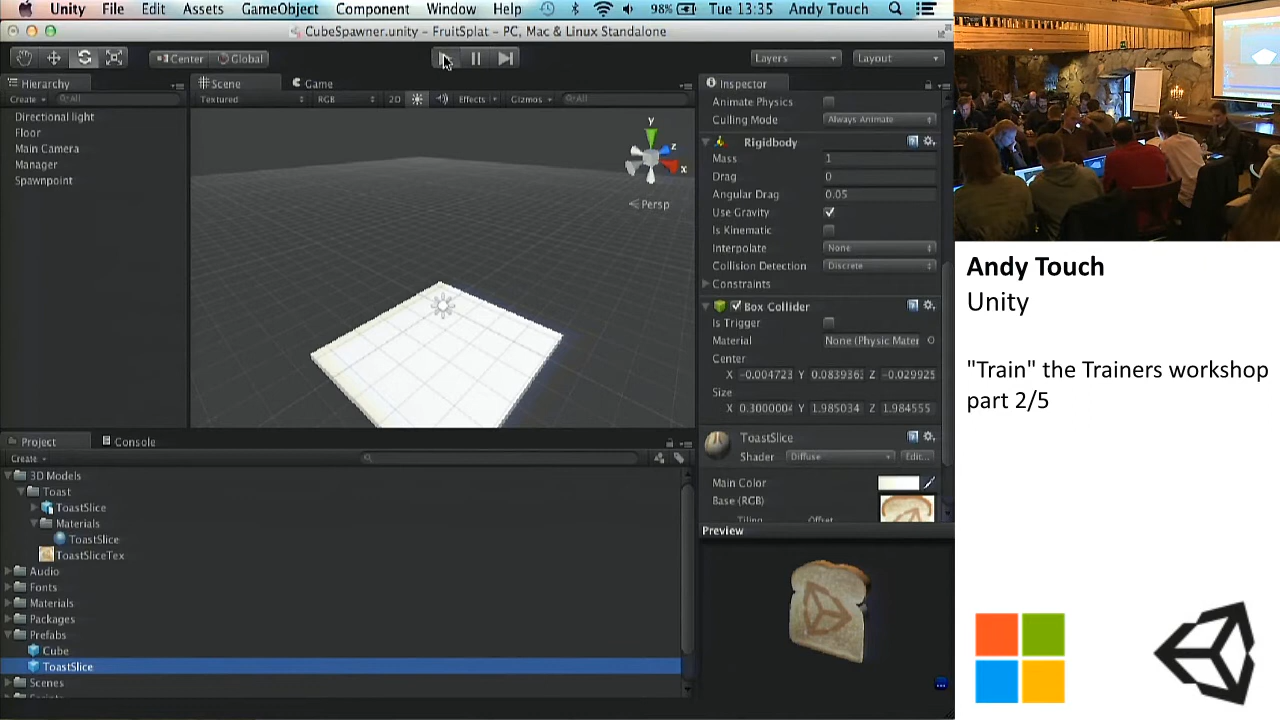 Unity File Edit Assets GameObject Component Window Help 98% Tue 13:35 Andy Touch
CubeSpawner.unity - FruitSplat - PC, Mac & Linux Standalone
Center Global Layers Layout
Hierarchy
Create All
Directional light
Floor
Main Camera
Manager
Spawnpoint
Scene Game
Textured RGB 2D Effects Gizmos All
y
z
x
Persp
Inspector
Animate Physics
Culling Mode Always Animate
Rigidbody
Mass 1
Drag 0
Angular Drag 0.05
Use Gravity
Is Kinematic
Interpolate None
Collision Detection Discrete
Constraints
Box Collider
Is Trigger
Material None (Physic Mater
Center
X -0.004723 Y 0.083936 Z -0.029925
Size
X 0.3000004 Y 1.985034 Z 1.984555
ToastSlice
Shader Diffuse Edit...
Main Color
Base (RGB)
Tiling Offset
Preview
Project Console
Create
3D Models
Toast
ToastSlice
Materials
ToastSlice
ToastSliceTex
Audio
Fonts
Materials
Packages
Prefabs
Cube
ToastSlice
Scenes
Andy Touch
Unity
"Train" the Trainers workshop
part 2/5